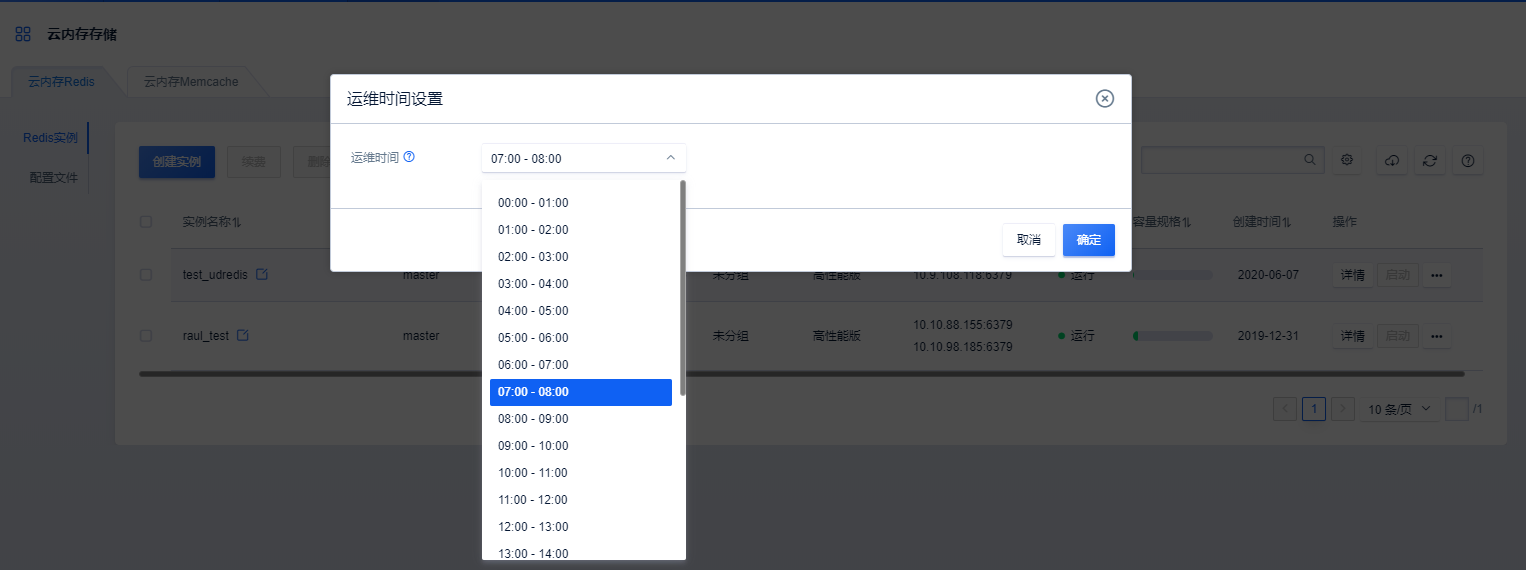 云内存存储
云内存Redis
云内存Memcache
运维时间设置
Redis实例
配置文件
创建实例
续费
删除
运维时间
07:00 - 08:00
00:00 - 01:00
01:00 - 02:00
02:00 - 03:00
03:00 - 04:00
04:00 - 05:00
05:00 - 06:00
06:00 - 07:00
07:00 - 08:00
08:00 - 09:00
09:00 - 10:00
10:00 - 11:00
11:00 - 12:00
12:00 - 13:00
13:00 - 14:00
取消
确定
实例名称
容量规格
创建时间
操作
test_udredis
master
未分组
高性能版
10.9.108.118:6379
运行
2020-06-07
详情
启动
raul_test
master
未分组
高性能版
10.10.88.155:6379
10.10.98.185:6379
运行
2019-12-31
详情
启动
1
10 条/页
/1